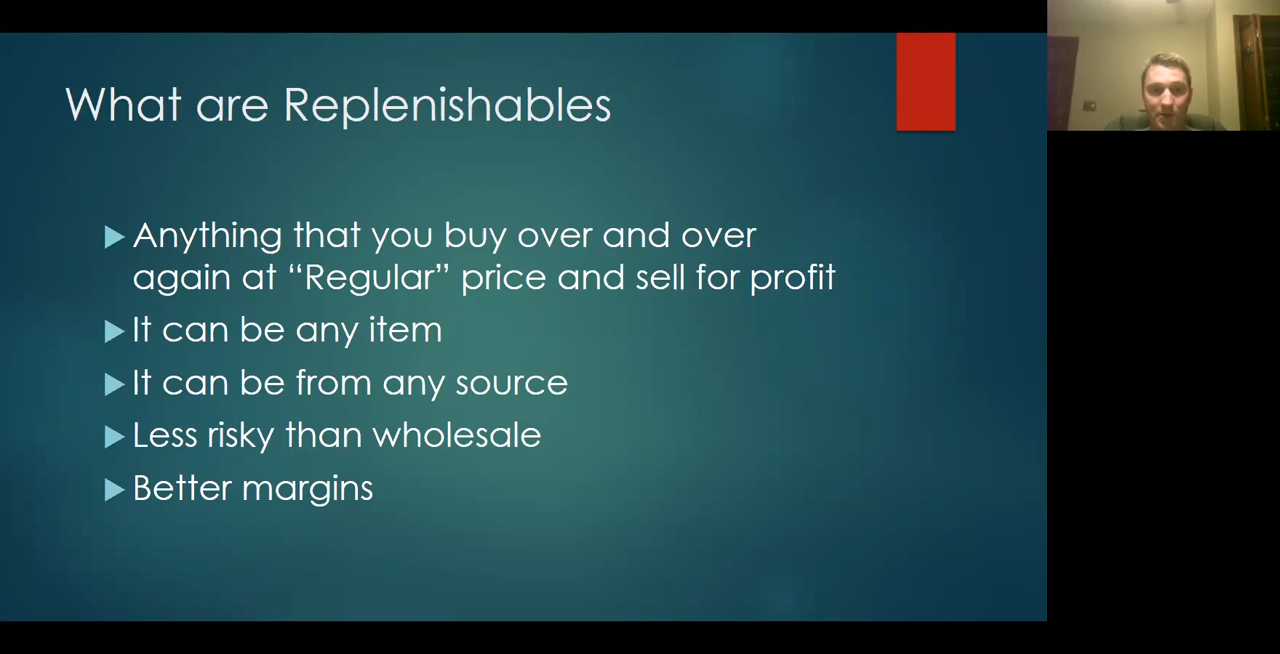 What are Replenishables
Anything that you buy over and over
again at “Regular” price and sell for profit
It can be any item
It can be from any source
Less risky than wholesale
Better margins